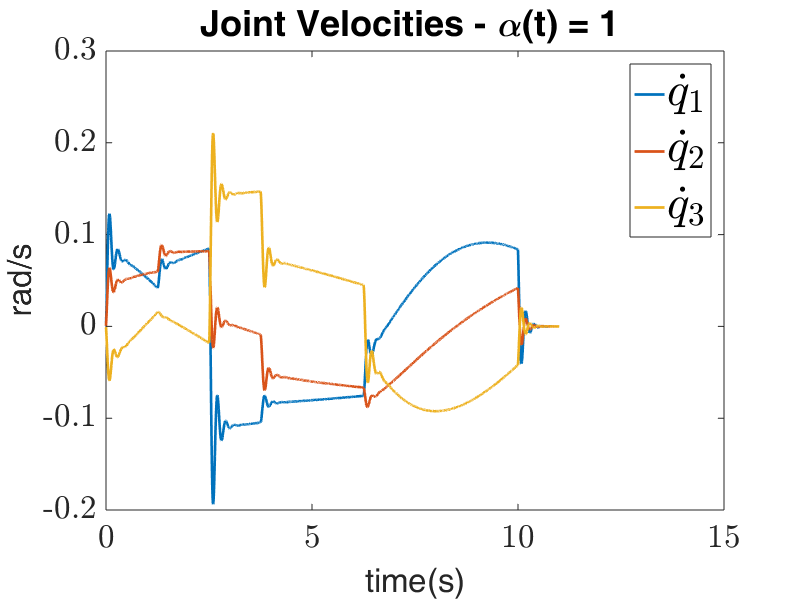 Joint Velocities - α(t) = 1
0.3
0.2
0.1
0
-0.1
-0.2
rad/s
0 5 10 15
time(s)
q̇1
q̇2
q̇3